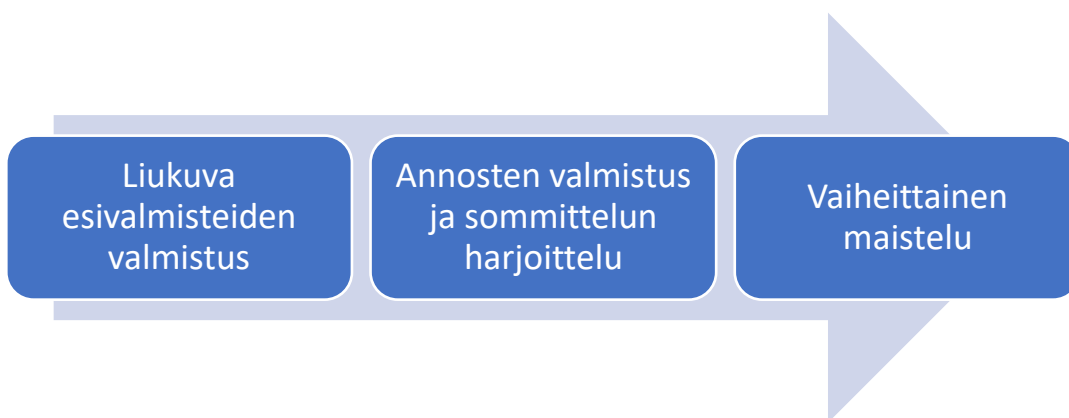 Liukuva
esivalmisteiden
valmistus
Annosten valmistus
ja sommittelun
harjoittelu
Vaiheittainen
maistelu